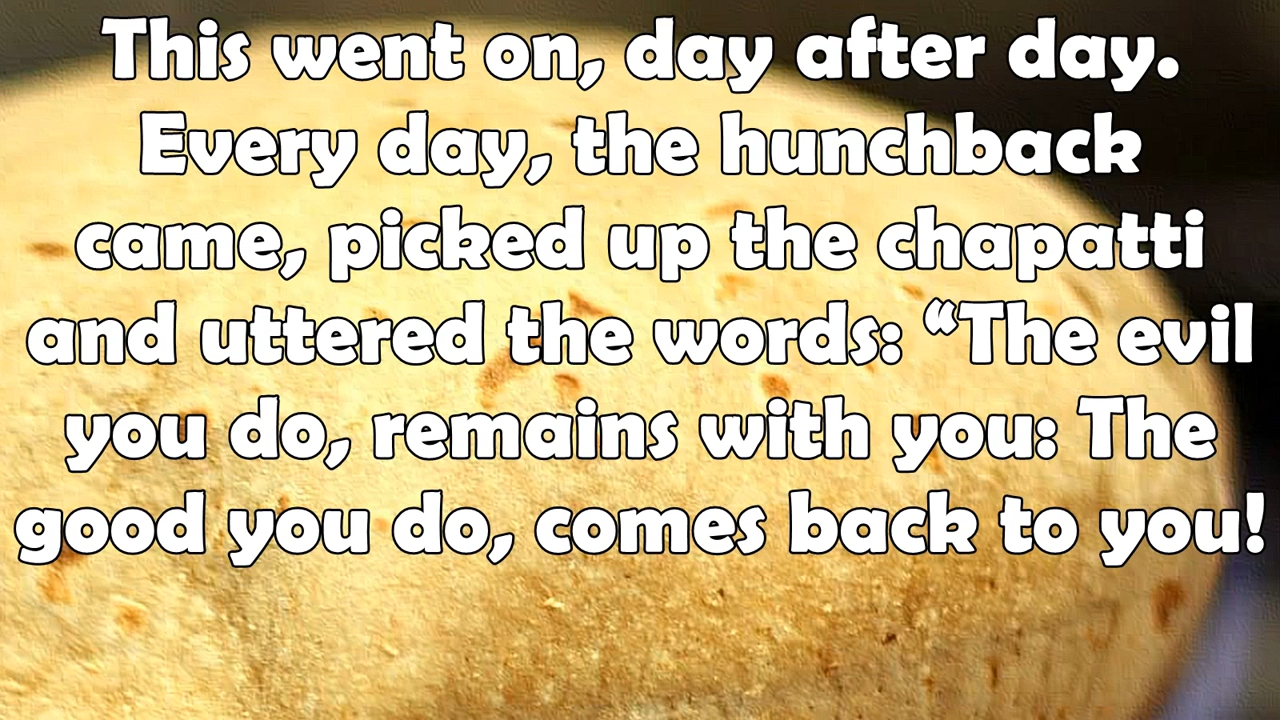 This went on, day after day.
Every day, the hunchback
came, picked up the chapatti
and uttered the words: “The evil
you do, remains with you: The
good you do, comes back to you!